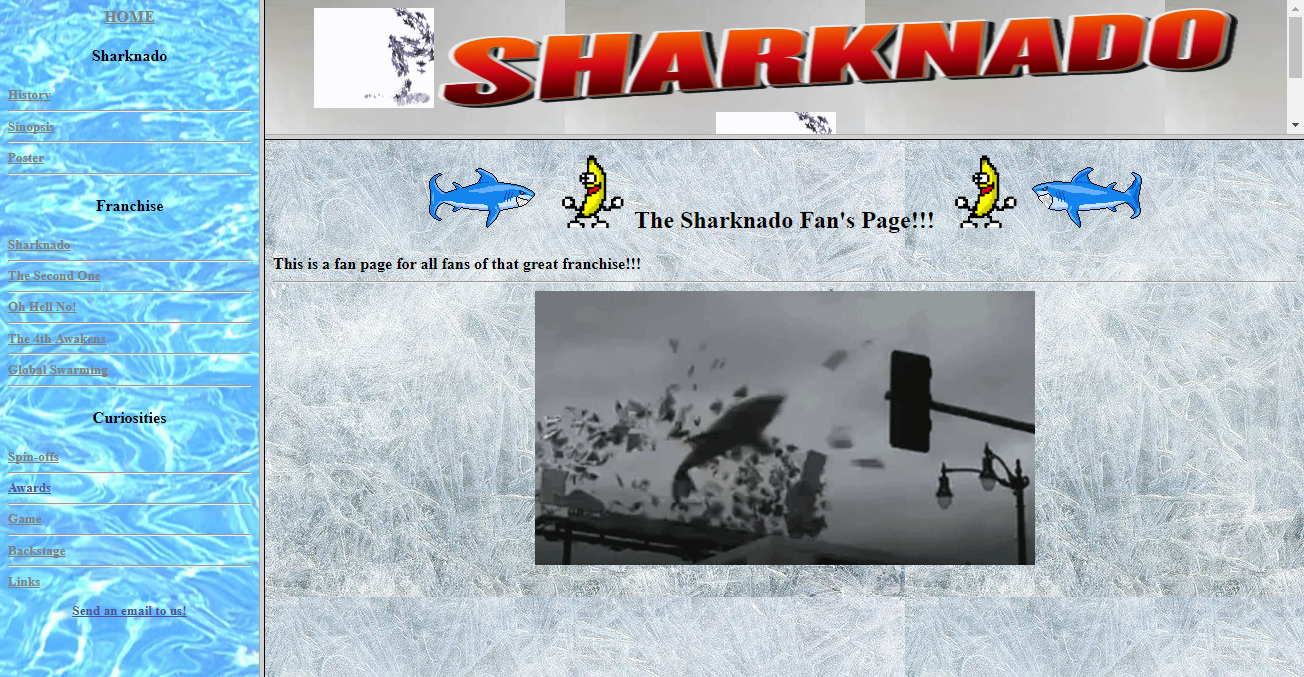 HOME
Sharknado
History
Sinopsis
Poster
Franchise
Sharknado
The Second One
Oh Hell No!
The 4th Awakens
Global Swarming
Curiosities
Spin-offs
Awards
Game
Backstage
Links
Send an email to us!
SHARKNADO
The Sharknado Fan's Page!!!
This is a fan page for all fans of that great franchise!!!